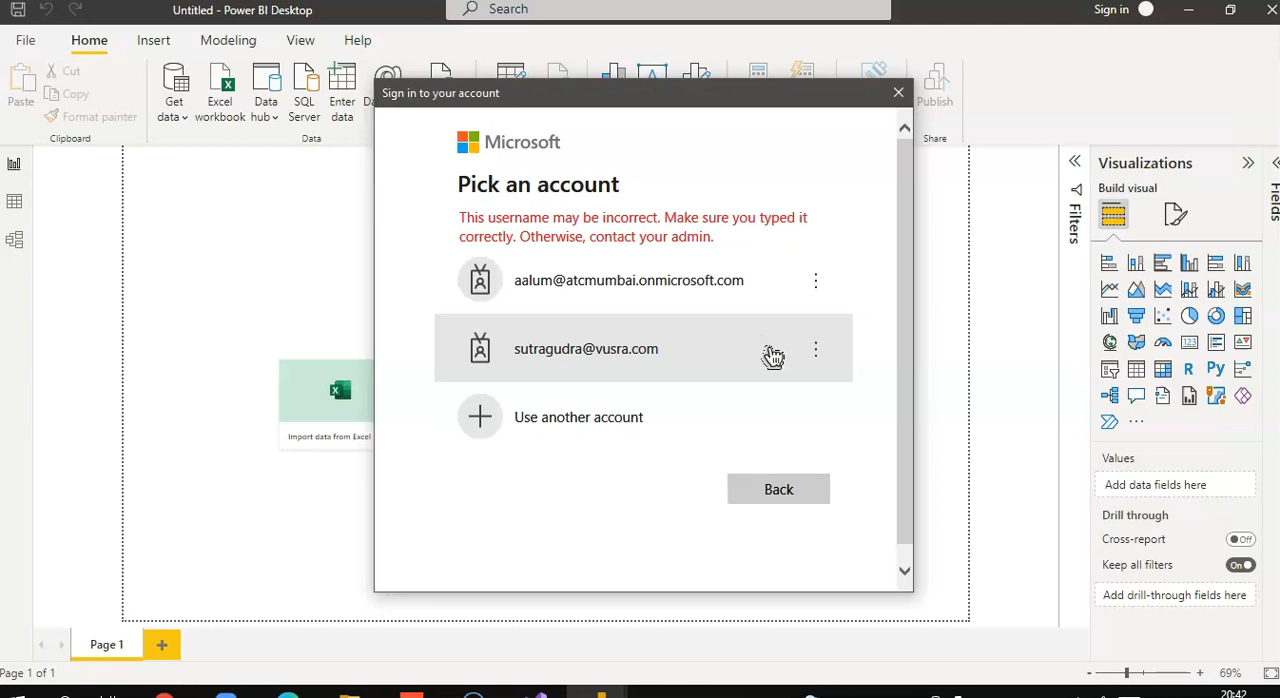 Untitled - Power BI Desktop
Search
Sign in
File
Home
Insert
Modeling
View
Help
Paste
Cut
Copy
Format painter
Clipboard
Get
data
Excel
workbook
Data
hub
SQL
Server
Enter
data
Data
Publish
Share
Sign in to your account
Microsoft
Pick an account
This username may be incorrect. Make sure you typed it
correctly. Otherwise, contact your admin.
aalum@atcmumbai.onmicrosoft.com
sutragudra@vusra.com
Use another account
Back
Import data from Excel
Filters
Visualizations
Build visual
Fields
R
Py
123
Values
Add data fields here
Drill through
Cross-report
Off
Keep all filters
On
Add drill-through fields here
Page 1
Page 1 of 1
69%
20:42